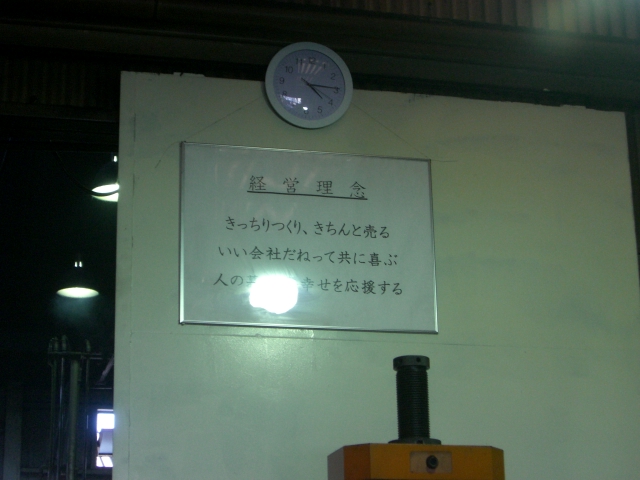 経営理念
きっちりつくり、きちんと売る
いい会社だねって共に喜ぶ
人の 幸せを応援する